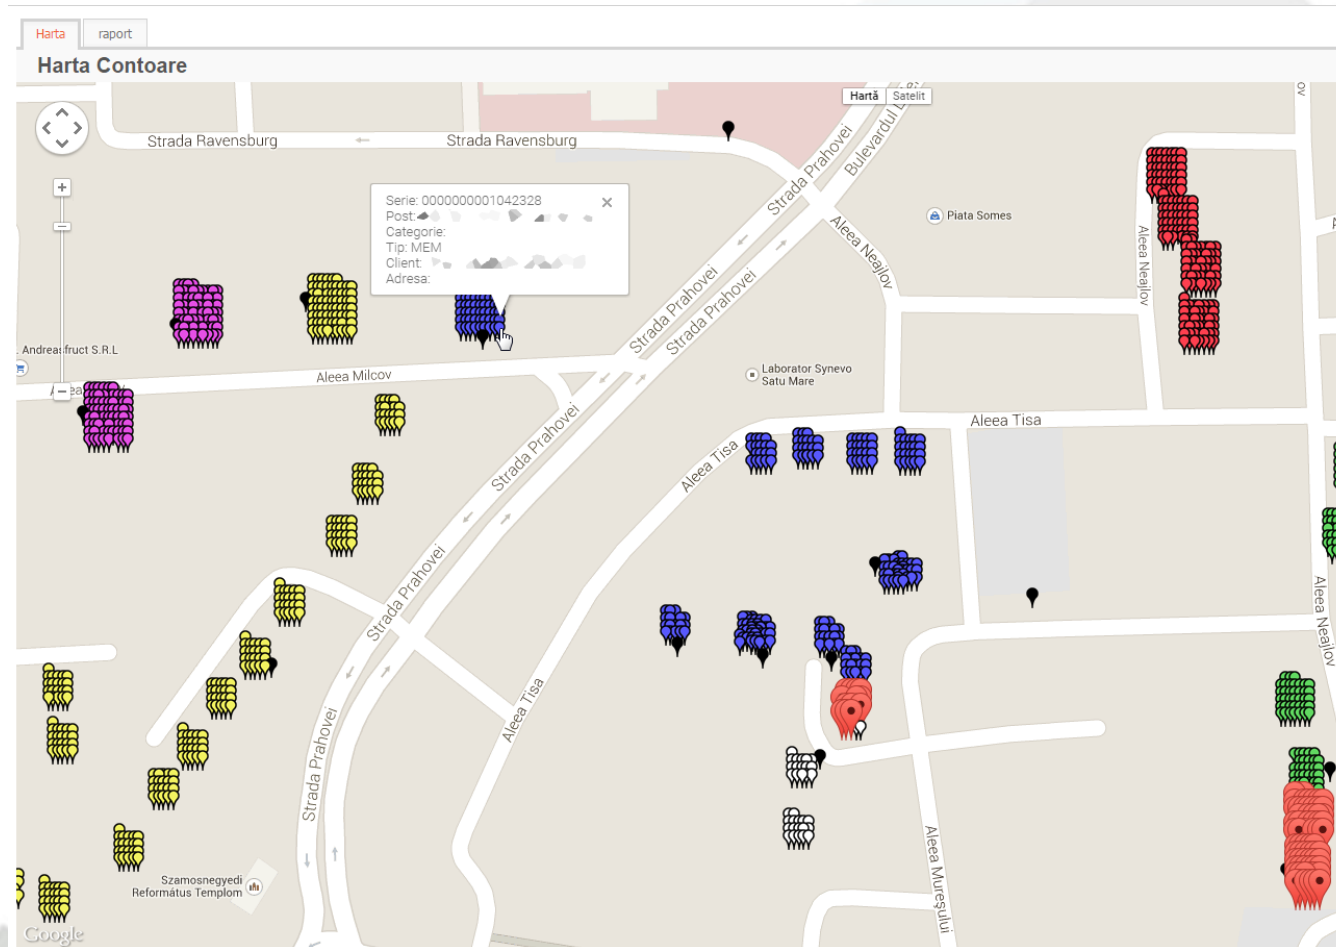 Harta
raport
Harta Contoare
Hartă
Satelit
Strada Ravensburg
Strada Ravensburg
Strada Prahovei
Bulevardul
Serie: 0000000001042328
Post:
Categorie:
Tip: MEM
Client:
Adresa:
Piata Somes
Aleea Neajlov
Aleea Neajlov
Strada Prahovei
Strada Prahovei
Andreasfruct S.R.L
Aleea Milcov
Laborator Synevo
Satu Mare
Aleea Tisa
Aleea Tisa
Strada Prahovei
Strada Prahovei
Aleea Neajlov
Aleea Tisa
Strada Prahovei
Aleea Mureșului
Szamosnegyedi
Református Templom
Google